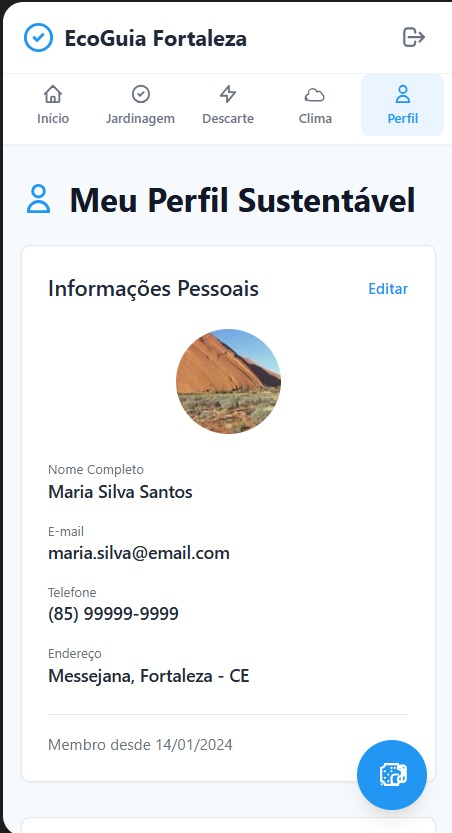 EcoGuia Fortaleza
Início
Jardinagem
Descarte
Clima
Perfil
Meu Perfil Sustentável
Informações Pessoais
Editar
Nome Completo
Maria Silva Santos
E-mail
maria.silva@email.com
Telefone
(85) 99999-9999
Endereço
Messejana, Fortaleza - CE
Membro desde 14/01/2024